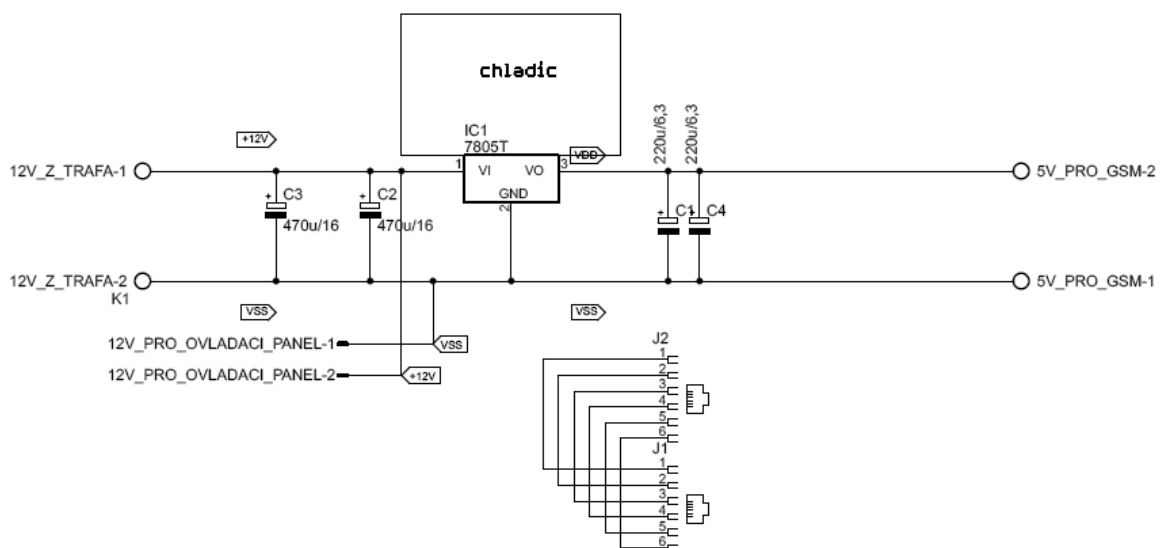 chladic
IC1
7805T
+12V
1
VI
VO
3
VDD
GND
2
220u/6,3
220u/6,3
12V_Z_TRAFA-1
5V_PRO_GSM-2
+
C3
470u/16
+
C2
470u/16
+
C1
+
C4
12V_Z_TRAFA-2
K1
5V_PRO_GSM-1
VSS
VSS
12V_PRO_OVLADACI_PANEL-1
VSS
12V_PRO_OVLADACI_PANEL-2
+12V
J2
1
2
3
4
5
6
J1
1
2
3
4
5
6